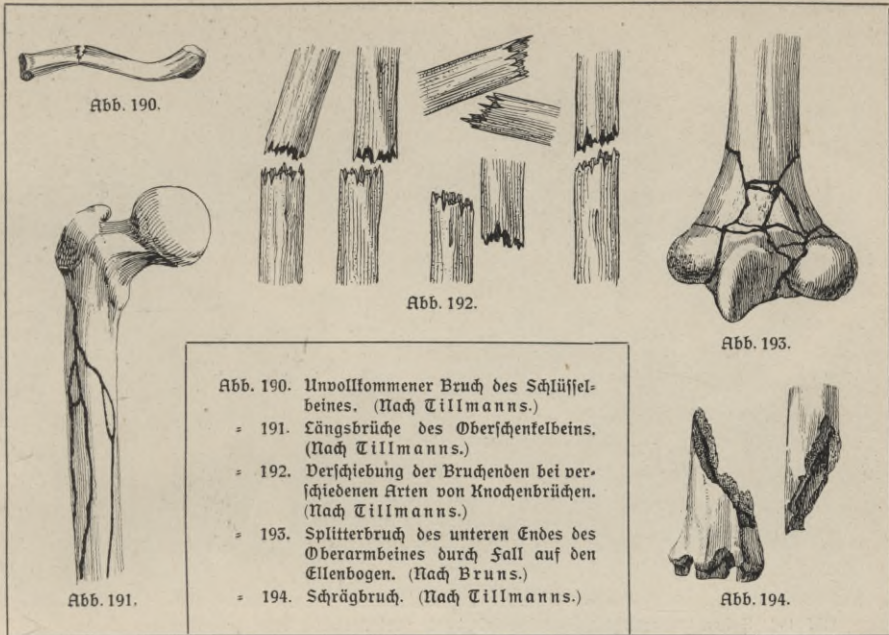 Abb. 190.
Abb. 192.
Abb. 193.
Abb. 190. Unvollkommener Bruch des Schlüssel-
beines. (Nach Tillmanns.)
= 191. Längsbrüche des Oberschenkelbeins.
(Nach Tillmanns.)
= 192. Verschiebung der Bruchenden bei ver-
schiedenen Arten von Knochenbrüchen.
(Nach Tillmanns.)
= 193. Splitterbruch des unteren Endes des
Oberarmbeines durch Fall auf den
Ellenbogen. (Nach Bruns.)
= 194. Schrägbruch. (Nach Tillmanns.)
Abb. 191.
Abb. 194.